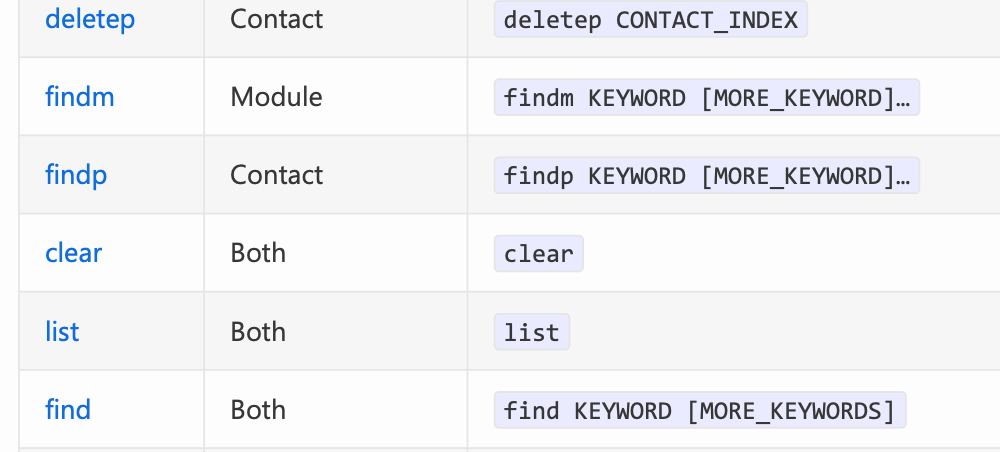 deletep Contact deletep CONTACT_INDEX
findm Module findm KEYWORD [MORE_KEYWORD]…
findp Contact findp KEYWORD [MORE_KEYWORD]…
clear Both clear
list Both list
find Both find KEYWORD [MORE_KEYWORDS]